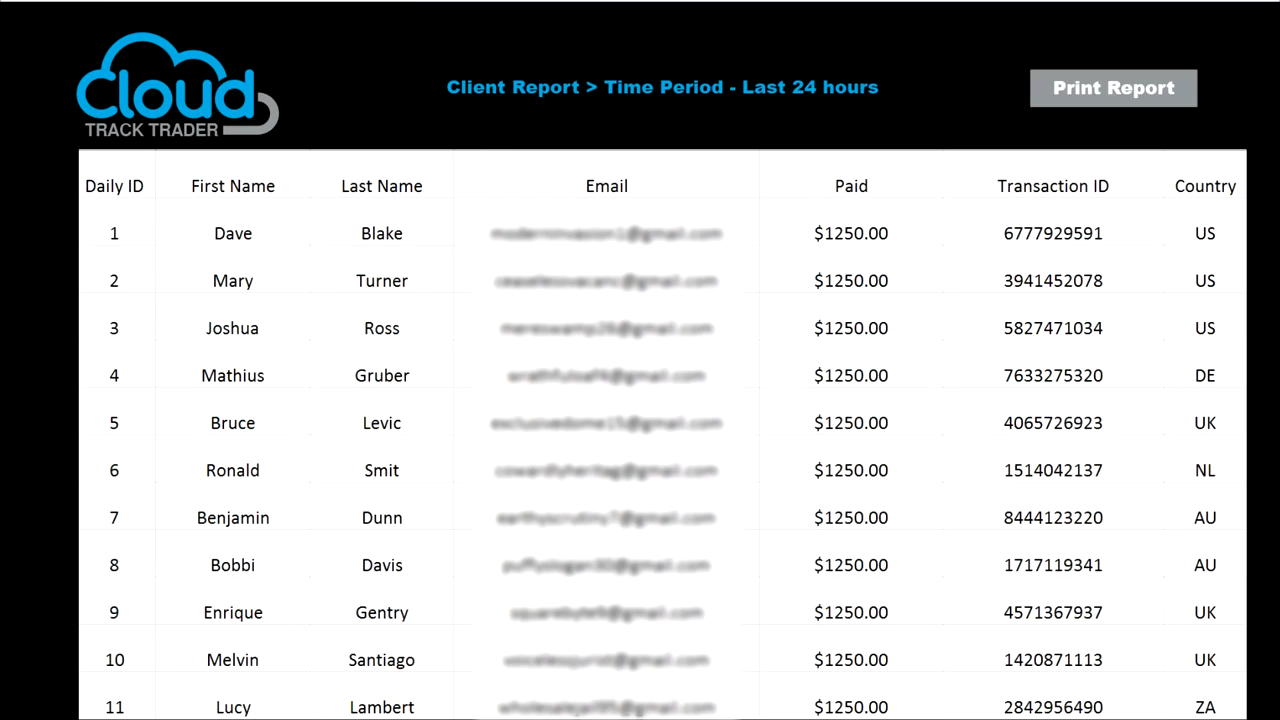 Cloud
TRACK TRADER
Client Report > Time Period - Last 24 hours
Print Report
Daily ID First Name Last Name Email Paid Transaction ID Country
1 Dave Blake $1250.00 6777929591 US
2 Mary Turner $1250.00 3941452078 US
3 Joshua Ross $1250.00 5827471034 US
4 Mathius Gruber $1250.00 7633275320 DE
5 Bruce Levic $1250.00 4065726923 UK
6 Ronald Smit $1250.00 1514042137 NL
7 Benjamin Dunn $1250.00 8444123220 AU
8 Bobbi Davis $1250.00 1717119341 AU
9 Enrique Gentry $1250.00 4571367937 UK
10 Melvin Santiago $1250.00 1420871113 UK
11 Lucy Lambert $1250.00 2842956490 ZA